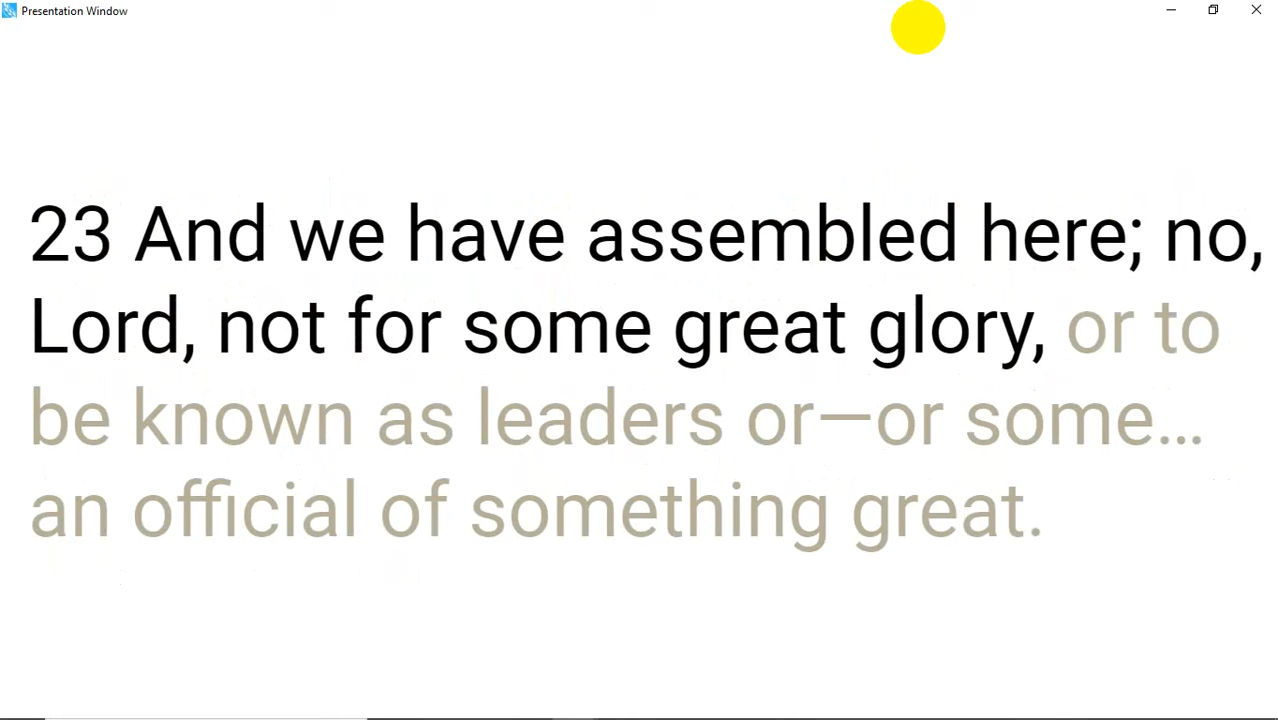 Presentation Window
23 And we have assembled here; no,
Lord, not for some great glory, or to
be known as leaders or—or some…
an official of something great.